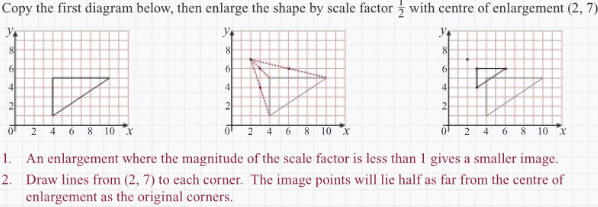 Copy the first diagram below, then enlarge the shape by scale factor 1/2 with centre of enlargement (2, 7)
y y y
8 8 8
6 6 6
4 4 4
2 2 2
0 2 4 6 8 10 x 0 2 4 6 8 10 x 0 2 4 6 8 10 x
1. An enlargement where the magnitude of the scale factor is less than 1 gives a smaller image.
2. Draw lines from (2, 7) to each corner. The image points will lie half as far from the centre of
enlargement as the original corners.